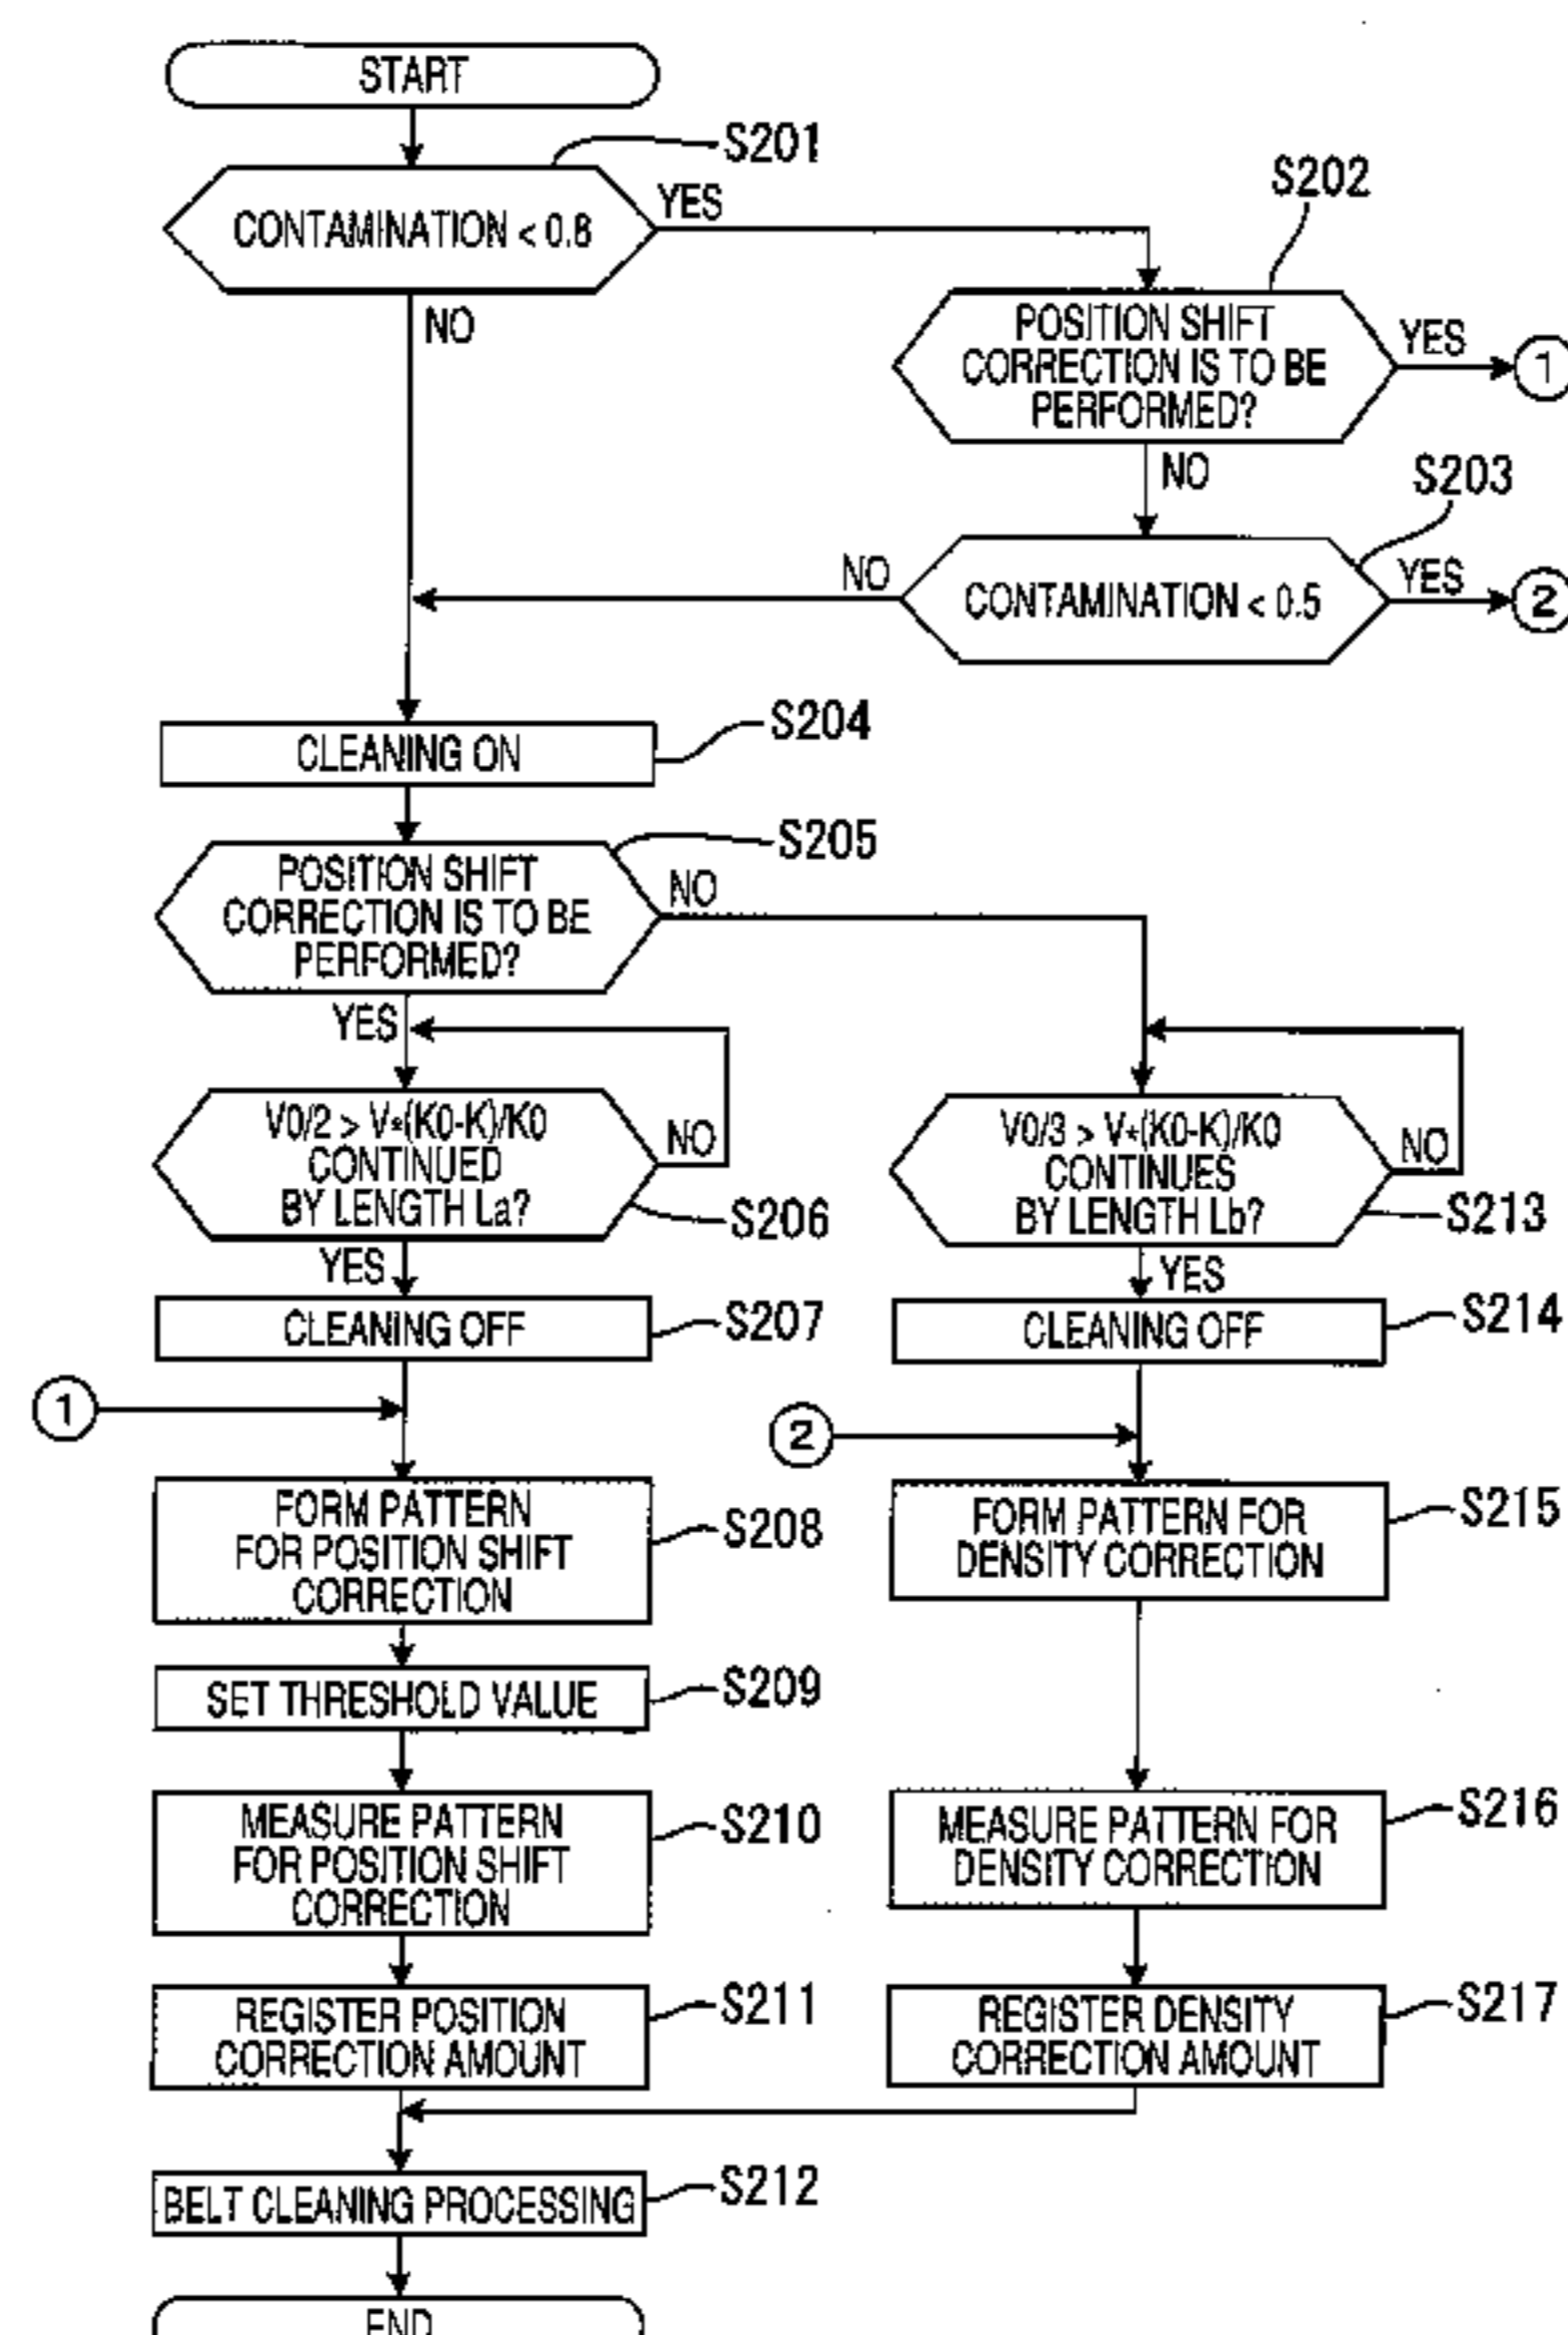 START
S201
CONTAMINATION < 0.8
YES
NO
S202
POSITION SHIFT
CORRECTION IS TO BE
PERFORMED?
YES
1
NO
S203
CONTAMINATION < 0.5
YES
2
NO
CLEANING ON
S204
POSITION SHIFT
CORRECTION IS TO BE
PERFORMED?
S205
NO
YES
V0/2 > V*(K0-K)/K0
CONTINUED
BY LENGTH La?
NO
S206
YES
CLEANING OFF
S207
1
FORM PATTERN
FOR POSITION SHIFT
CORRECTION
S208
SET THRESHOLD VALUE
S209
MEASURE PATTERN
FOR POSITION SHIFT
CORRECTION
S210
REGISTER POSITION
CORRECTION AMOUNT
S211
V0/3 > V*(K0-K)/K0
CONTINUES
BY LENGTH Lb?
NO
S213
YES
CLEANING OFF
S214
2
FORM PATTERN FOR
DENSITY CORRECTION
S215
MEASURE PATTERN FOR
DENSITY CORRECTION
S216
REGISTER DENSITY
CORRECTION AMOUNT
S217
BELT CLEANING PROCESSING
S212
END